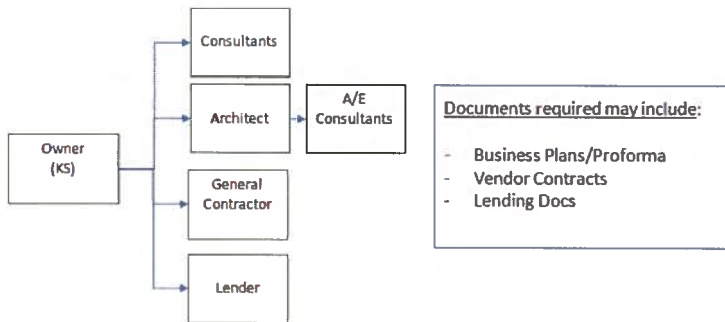 Consultants
Architect
A/E
Consultants
Owner
(KS)
General
Contractor
Lender
Documents required may include:
- Business Plans/Proforma
- Vendor Contracts
- Lending Docs